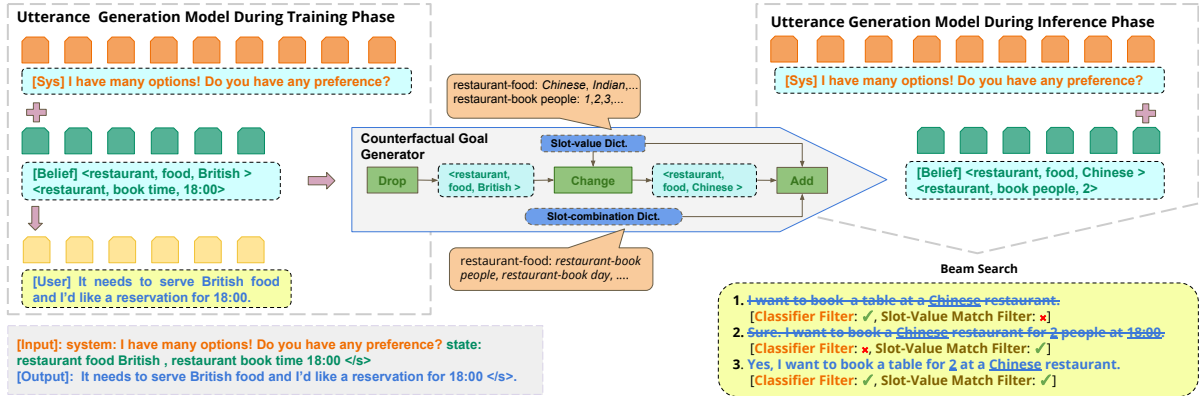 Utterance Generation Model During Training Phase
[Sys] I have many options! Do you have any preference?
[Belief] <restaurant, food, British >
<restaurant, book time, 18:00>
[User] It needs to serve British food
and I'd like a reservation for 18:00.
[Input]: system: I have many options! Do you have any preference? state:
restaurant food British , restaurant book time 18:00 </s>
[Output]: It needs to serve British food and I'd like a reservation for 18:00 </s>.
restaurant-food: Chinese, Indian,...
restaurant-book people: 1,2,3,...
Counterfactual Goal
Generator
Slot-value Dict.
Drop
<restaurant,
food, British >
Change
<restaurant,
food, Chinese >
Add
Slot-combination Dict.
restaurant-food: restaurant-book
people, restaurant-book day, ....
Utterance Generation Model During Inference Phase
[Sys] I have many options! Do you have any preference?
[Belief] <restaurant, food, Chinese >
<restaurant, book people, 2>
Beam Search
1. I want to book a table at a Chinese restaurant.
[Classifier Filter: ✓, Slot-Value Match Filter: ✖]
2. Sure. I want to book a Chinese restaurant for 2 people at 18:00.
[Classifier Filter: ✖, Slot-Value Match Filter: ✓]
3. Yes, I want to book a table for 2 at a Chinese restaurant.
[Classifier Filter: ✓, Slot-Value Match Filter: ✓]